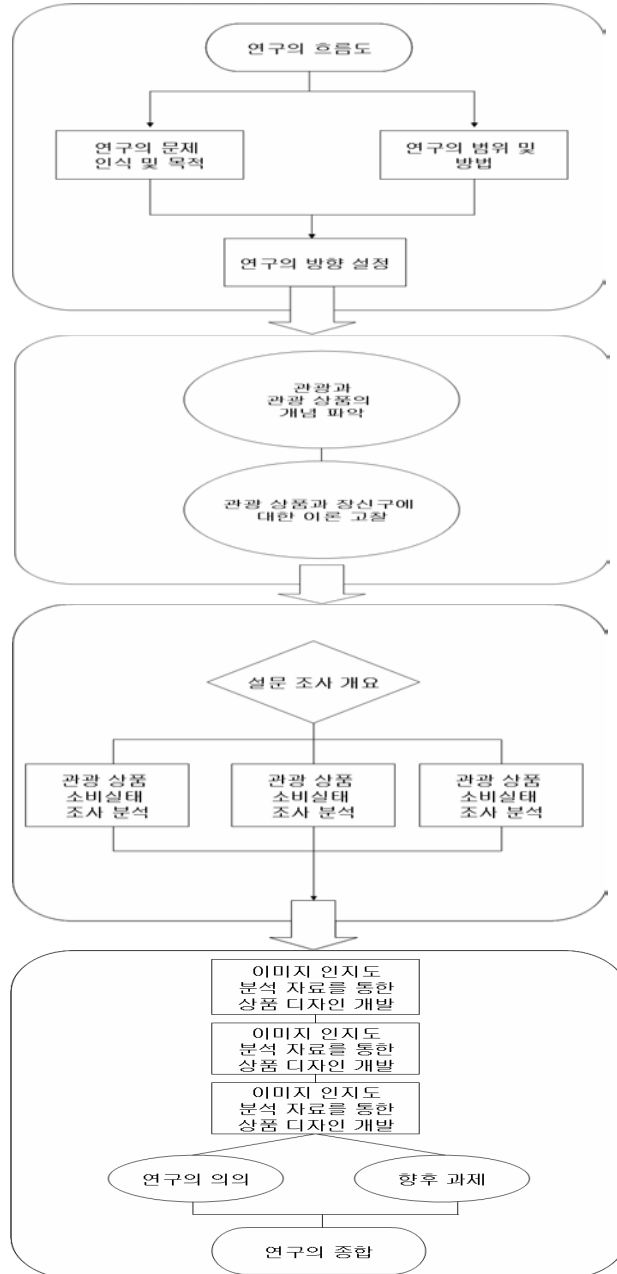 연구의 흐름도
연구의 문제
인식 및 목적
연구의 범위 및
방법
연구의 방향 설정
관광과
관광 상품의
개념 파악
관광 상품과 장신구에
대한 이론 고찰
설문 조사 개요
관광 상품
소비실태
조사 분석
관광 상품
소비실태
조사 분석
관광 상품
소비실태
조사 분석
이미지 인지도
분석 자료를 통한
상품 디자인 개발
이미지 인지도
분석 자료를 통한
상품 디자인 개발
이미지 인지도
분석 자료를 통한
상품 디자인 개발
연구의 의의
향후 과제
연구의 종합